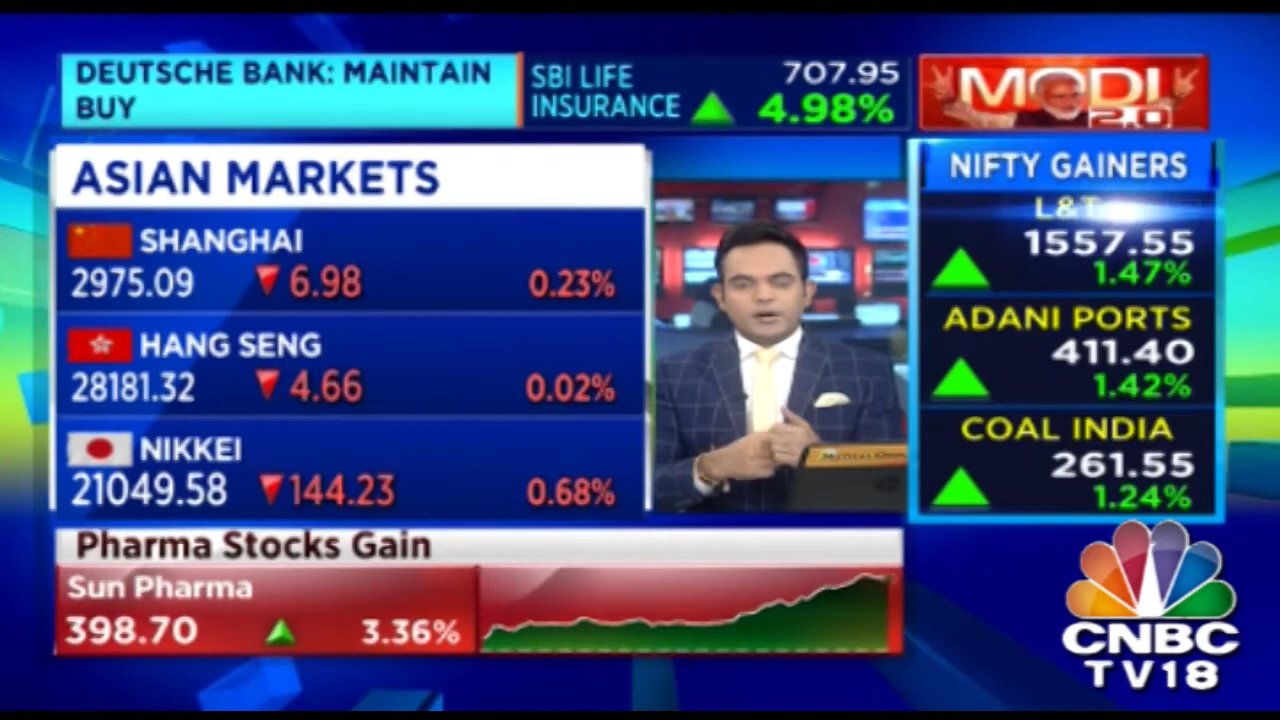 DEUTSCHE BANK: MAINTAIN
BUY
SBI LIFE
INSURANCE
707.95
4.98%
MODI
2.0
ASIAN MARKETS
SHANGHAI
2975.09 6.98 0.23%
HANG SENG
28181.32 4.66 0.02%
NIKKEI
21049.58 144.23 0.68%
NIFTY GAINERS
L&T
1557.55
1.47%
ADANI PORTS
411.40
1.42%
COAL INDIA
261.55
1.24%
Pharma Stocks Gain
Sun Pharma
398.70 3.36%
CNBC
TV18